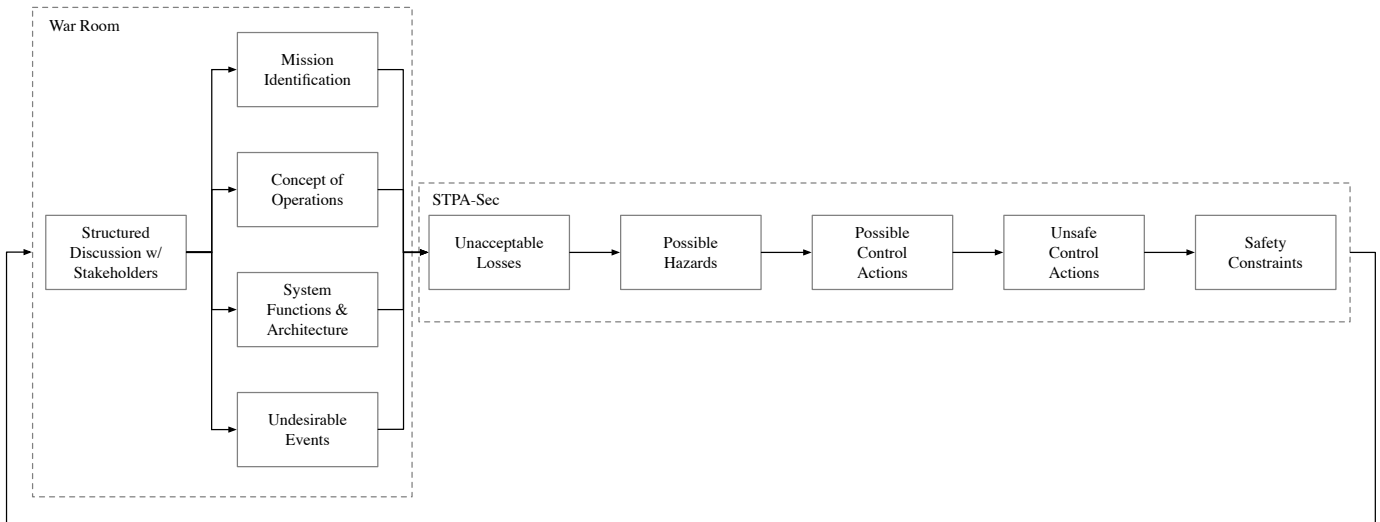 War Room
Mission
Identification
Concept of
Operations
Structured
Discussion w/
Stakeholders
System
Functions &
Architecture
Undesirable
Events
STPA-Sec
Unacceptable
Losses
Possible
Hazards
Possible
Control
Actions
Unsafe
Control
Actions
Safety
Constraints